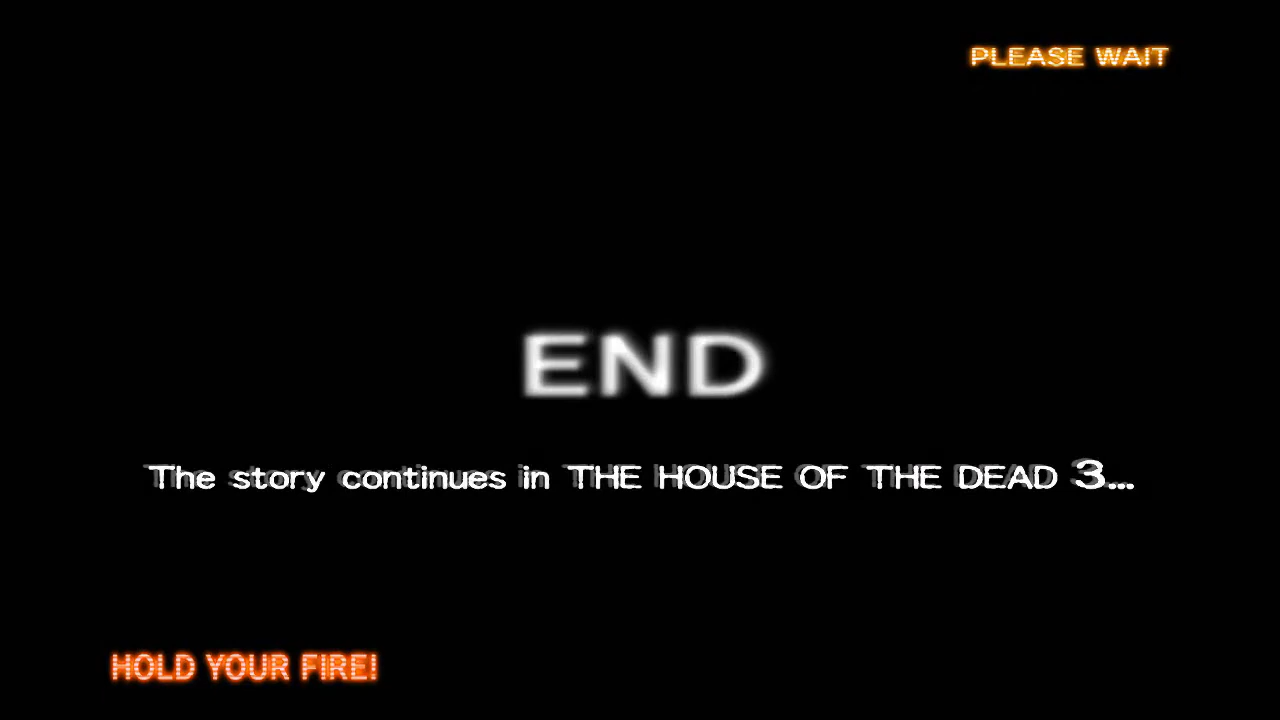 PLEASE WAIT
END
The story continues in THE HOUSE OF THE DEAD 3...
HOLD YOUR FIRE!